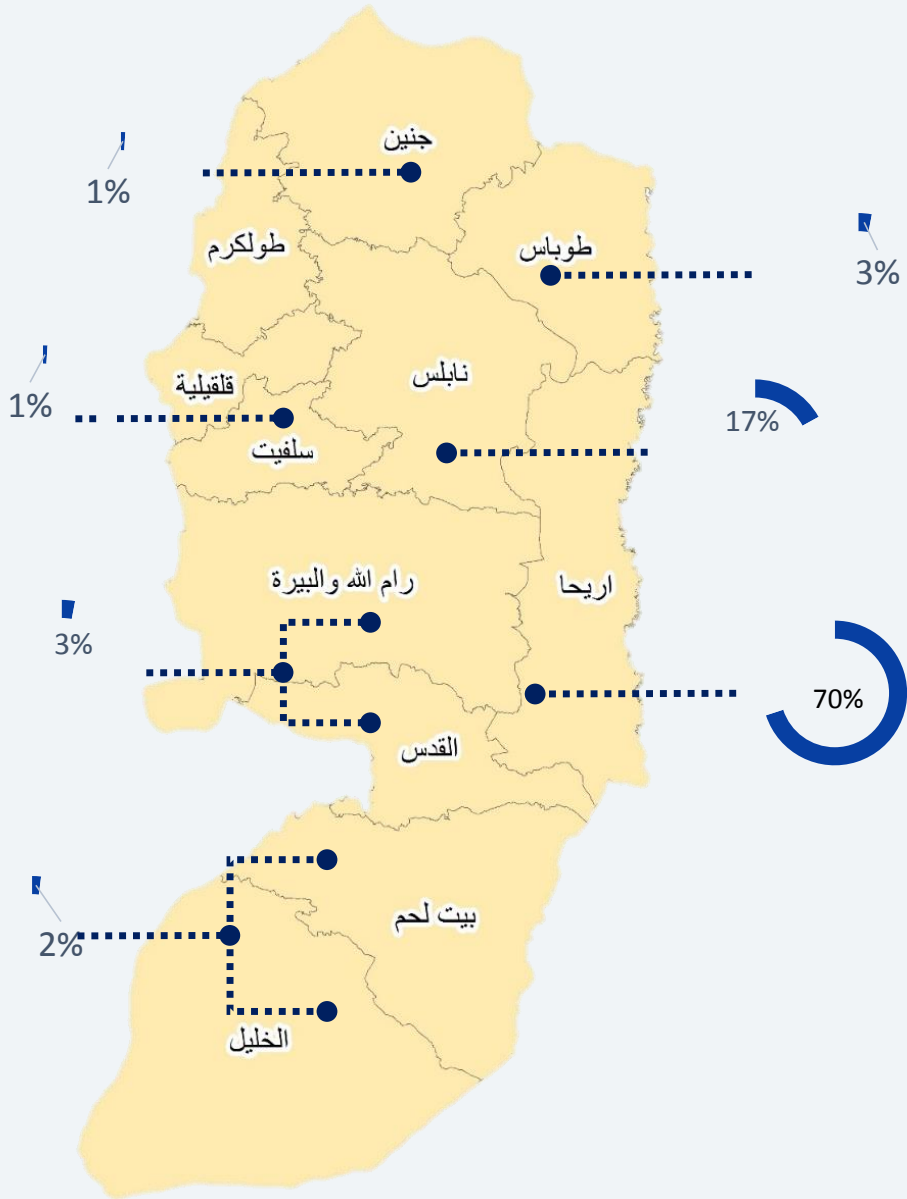 جنين
1%
طولكرم
طوباس
3%
نابلس
قلقيلية
1%
17%
سلفيت
رام الله والبيرة
اريحا
3%
70%
القدس
بيت لحم
2%
الخليل